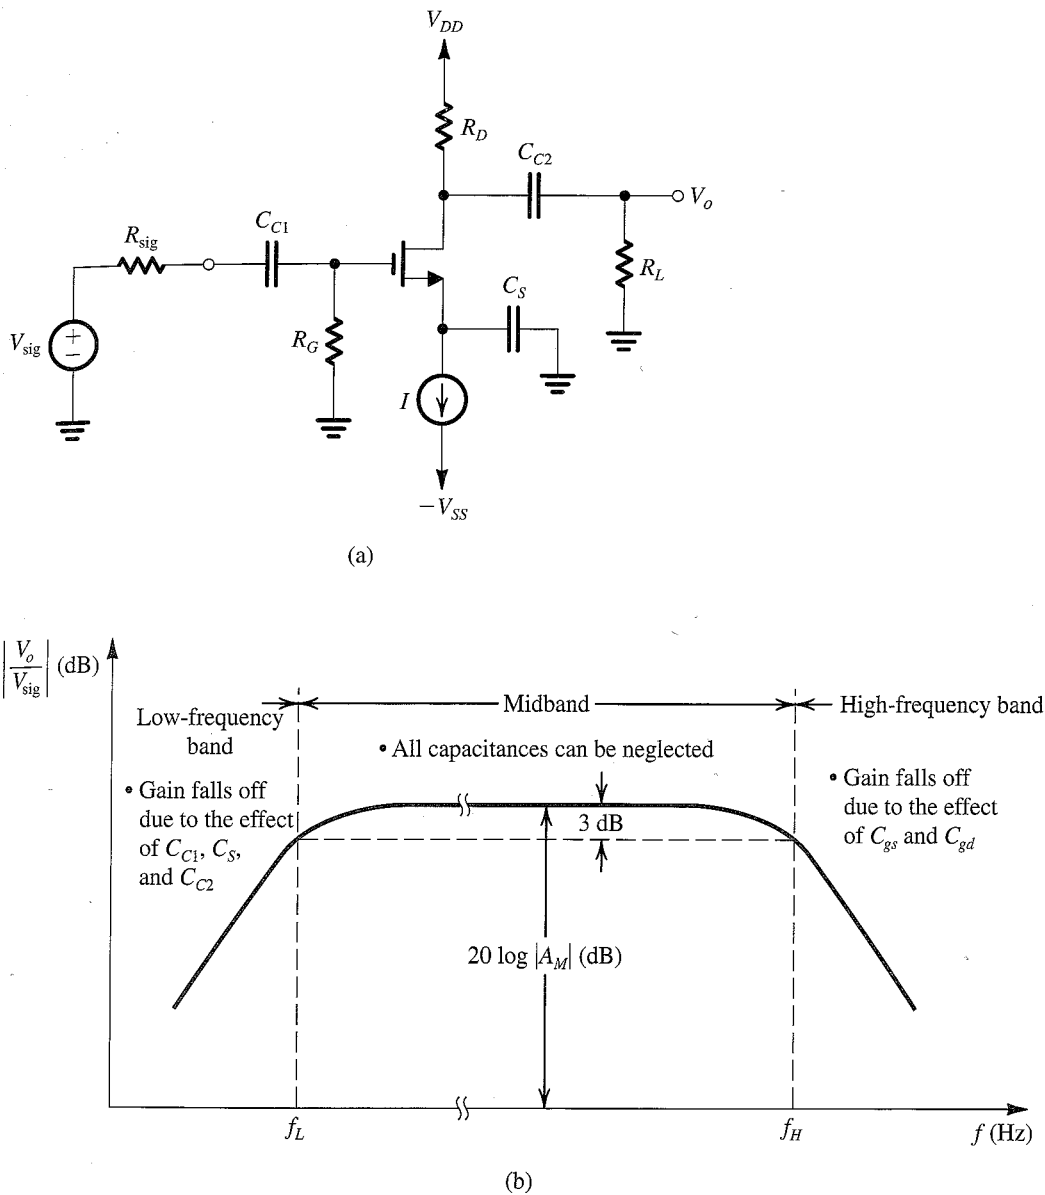 V_DD
R_D
C_C2
V_o
C_C1
R_sig
R_L
C_S
V_sig
+
−
R_G
I
−V_SS
(a)
|V_o/V_sig| (dB)
Low-frequency band
Midband
High-frequency band
• All capacitances can be neglected
• Gain falls off
due to the effect
of C_C1, C_S,
and C_C2
3 dB
• Gain falls off
due to the effect
of C_gs and C_gd
20 log |A_M| (dB)
f_L
f_H
f (Hz)
(b)